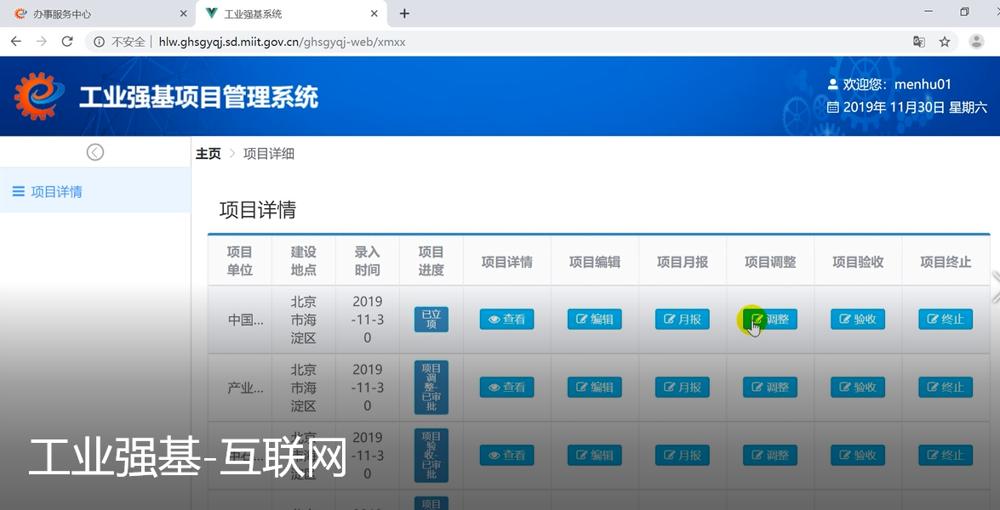 办事服务中心
工业强基系统
不安全
hlw.ghsgyqj.sd.miit.gov.cn/ghsgyqj-web/xmxx
工业强基项目管理系统
欢迎您：menhu01
2019年 11月30日 星期六
主页 > 项目详细
项目详情
项目详情
项目单位 建设地点 录入时间 项目进度 项目详情 项目编辑 项目月报 项目调整 项目验收 项目终止
中国... 北京市海淀区 2019-11-30 已立项 查看 编辑 月报 调整 验收 终止
产业... 北京市海淀区 2019-11-30 项目调整-已审批 查看 编辑 月报 调整 验收 终止
北京市海淀区 2019-11-30 项目验收-已审批 查看 编辑 月报 调整 验收 终止
项目
工业强基-互联网